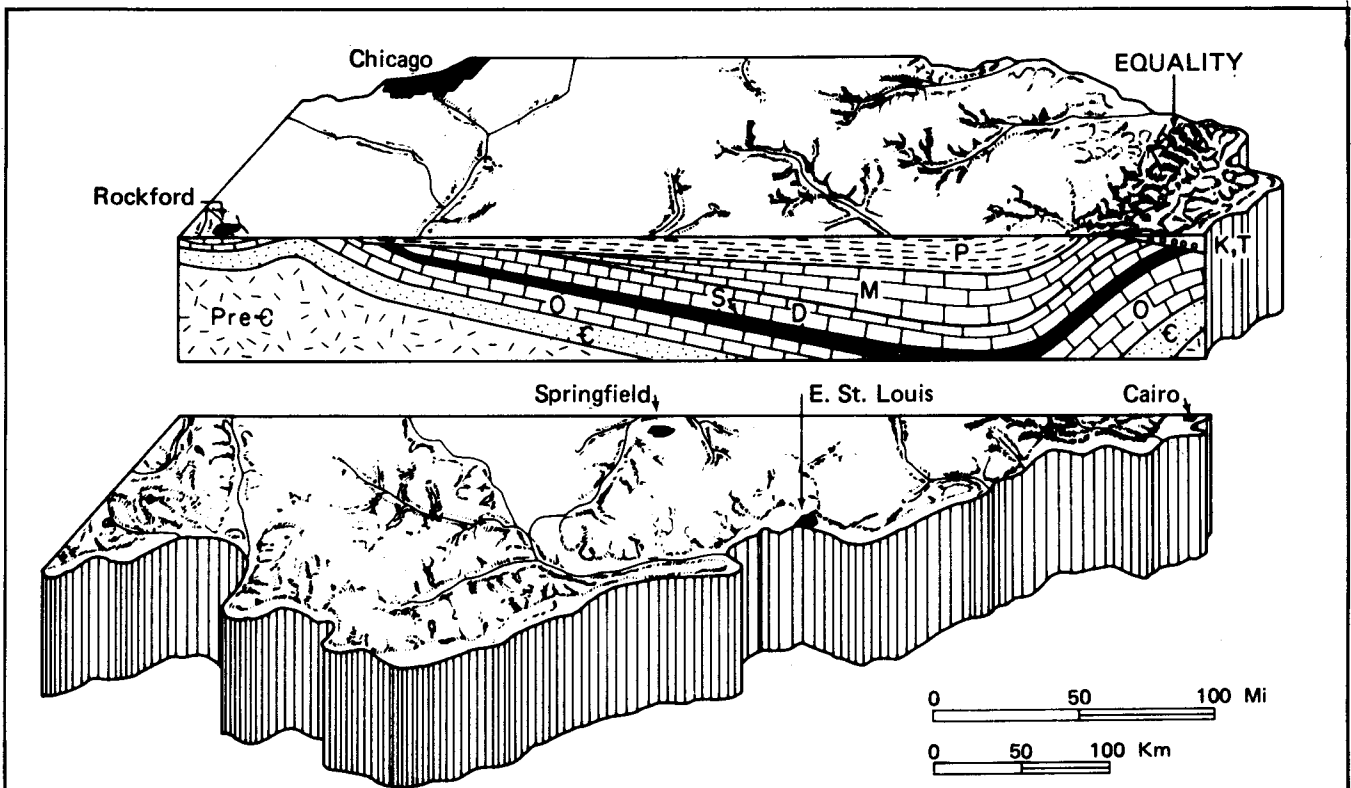 Chicago
EQUALITY
Rockford
K,T
P
M
S
D
O
O
Pre-Є
Є
Є
Springfield
E. St. Louis
Cairo
0 50 100 Mi
0 50 100 Km